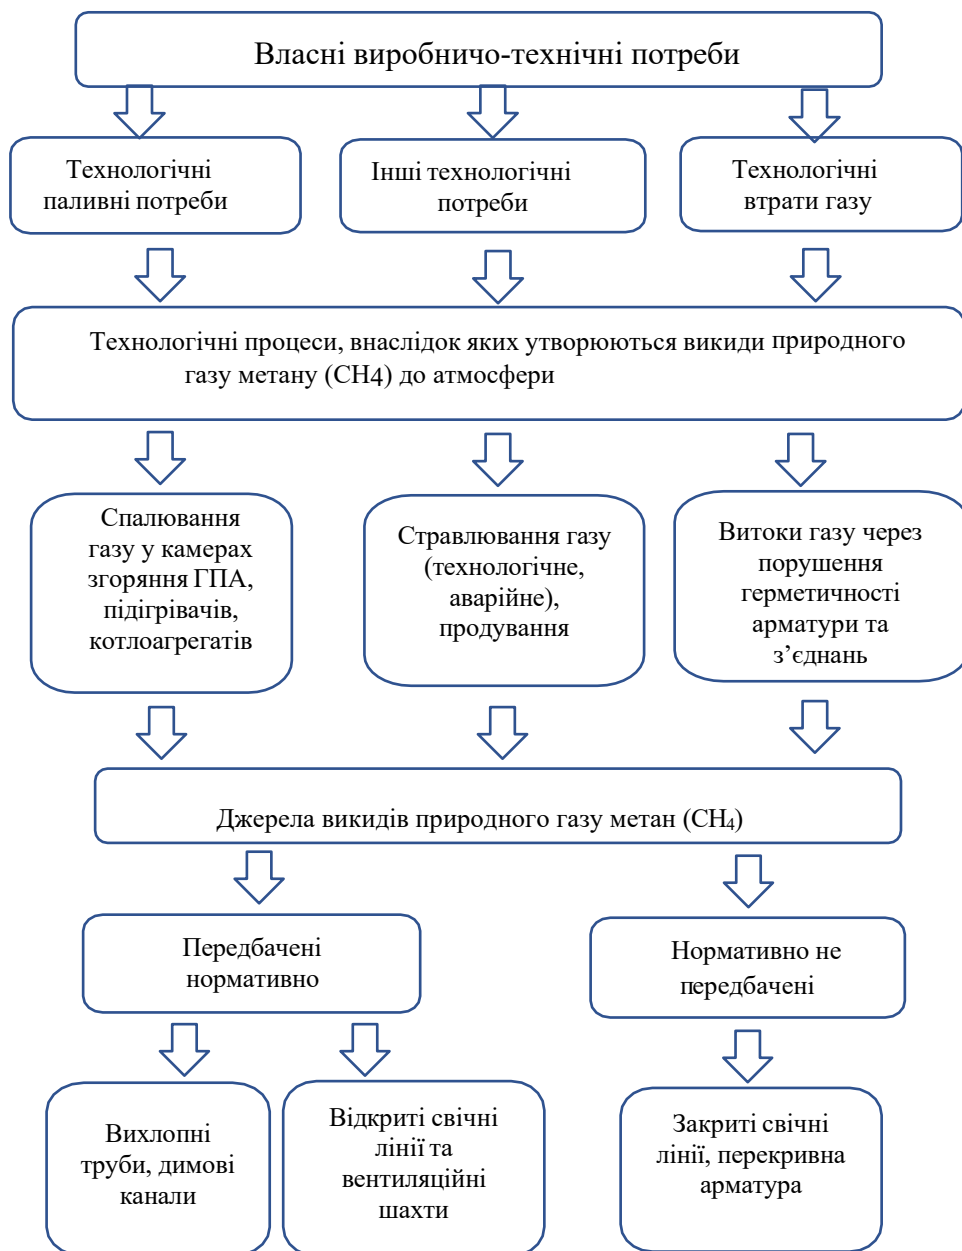 Власні виробничо-технічні потреби
Технологічні
паливні потреби
Інші технологічні
потреби
Технологічні
втрати газу
Технологічні процеси, внаслідок яких утворюються викиди природного
газу метану (CH4) до атмосфери
Спалювання
газу у камерах
згоряння ГПА,
підігрівачів,
котлоагрегатів
Стравлювання газу
(технологічне,
аварійне),
продування
Витоки газу через
порушення
герметичності
арматури та
з’єднань
Джерела викидів природного газу метан (CH₄)
Передбачені
нормативно
Нормативно не
передбачені
Вихлопні
труби, димові
канали
Відкриті свічні
лінії та
вентиляційні
шахти
Закриті свічні
лінії, перекривна
арматура